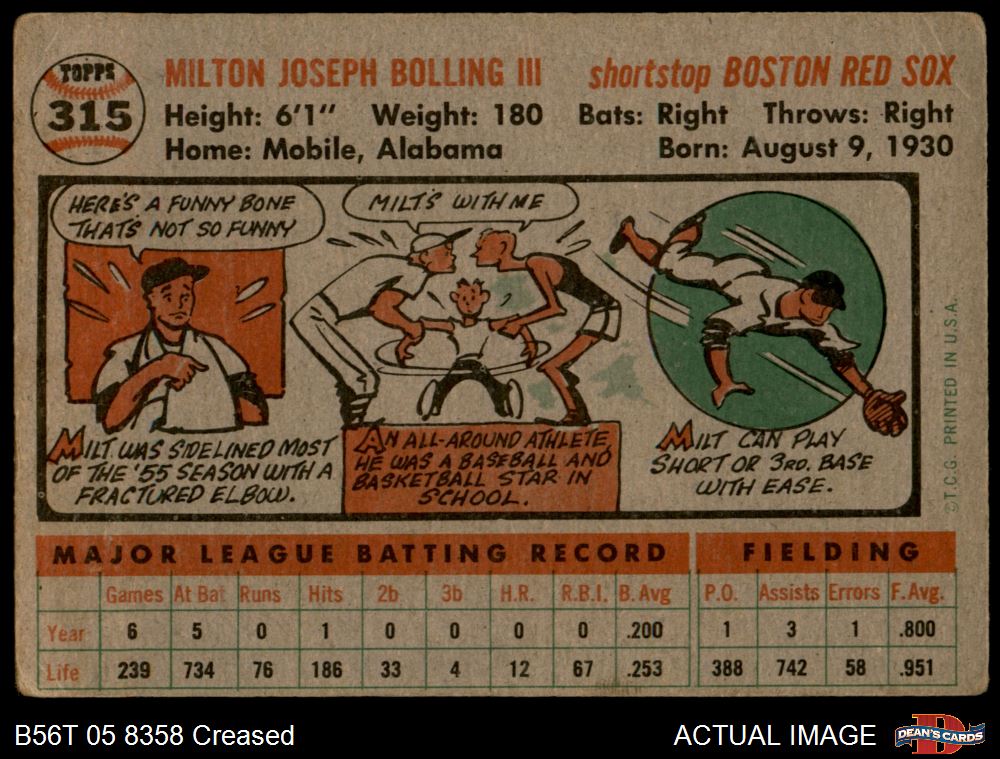 TOPPS
315
MILTON JOSEPH BOLLING III shortstop BOSTON RED SOX
Height: 6'1" Weight: 180 Bats: Right Throws: Right
Home: Mobile, Alabama Born: August 9, 1930
HERE'S A FUNNY BONE
THAT'S NOT SO FUNNY
MILT WAS SIDELINED MOST
OF THE '55 SEASON WITH A
FRACTURED ELBOW.
MILT'S WITH ME
AN ALL-AROUND ATHLETE,
HE WAS A BASEBALL AND
BASKETBALL STAR IN
SCHOOL.
MILT CAN PLAY
SHORT OR 3RD. BASE
WITH EASE.
©T.C.G. PRINTED IN U.S.A.
MAJOR LEAGUE BATTING RECORD FIELDING
Games At Bat Runs Hits 2b 3b H.R. R.B.I. B. Avg P.O. Assists Errors F. Avg.
Year 6 5 0 1 0 0 0 0 .200 1 3 1 .800
Life 239 734 76 186 33 4 12 67 .253 388 742 58 .951
B56T 05 8358 Creased ACTUAL IMAGE
D
DEAN'S CARDS